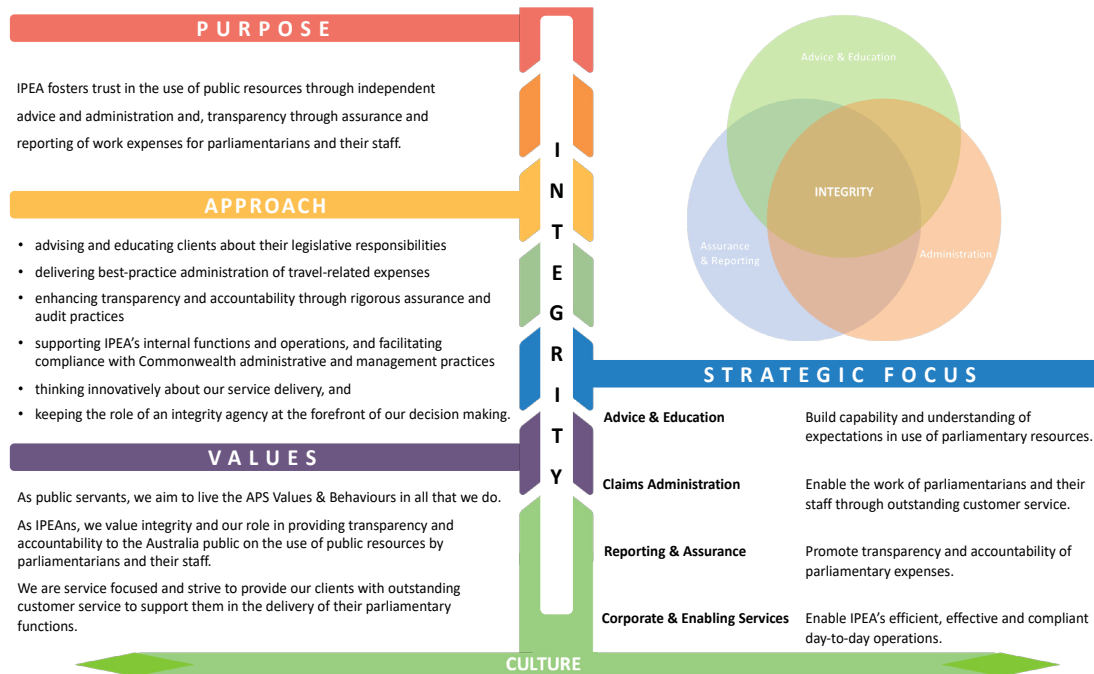 PURPOSE
IPEA fosters trust in the use of public resources through independent
advice and administration and, transparency through assurance and
reporting of work expenses for parliamentarians and their staff.
APPROACH
• advising and educating clients about their legislative responsibilities
• delivering best-practice administration of travel-related expenses
• enhancing transparency and accountability through rigorous assurance and
audit practices
• supporting IPEA's internal functions and operations, and facilitating
compliance with Commonwealth administrative and management practices
• thinking innovatively about our service delivery, and
• keeping the role of an integrity agency at the forefront of our decision making.
VALUES
As public servants, we aim to live the APS Values & Behaviours in all that we do.
As IPEAns, we value integrity and our role in providing transparency and
accountability to the Australia public on the use of public resources by
parliamentarians and their staff.
We are service focused and strive to provide our clients with outstanding
customer service to support them in the delivery of their parliamentary
functions.
I
N
T
E
G
R
I
T
Y
Advice & Education
INTEGRITY
Assurance
& Reporting
Administration
STRATEGIC FOCUS
Advice & Education
Build capability and understanding of
expectations in use of parliamentary resources.
Claims Administration
Enable the work of parliamentarians and their
staff through outstanding customer service.
Reporting & Assurance
Promote transparency and accountability of
parliamentary expenses.
Corporate & Enabling Services
Enable IPEA's efficient, effective and compliant
day-to-day operations.
CULTURE